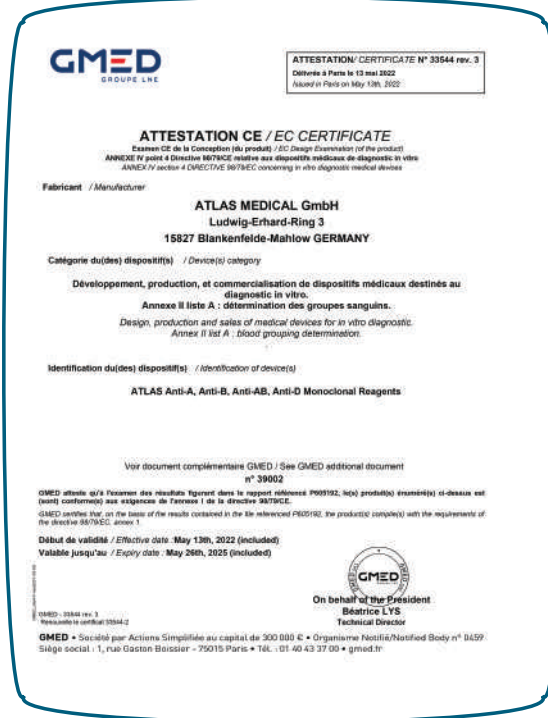 GMED
GROUPE LNE
ATTESTATION/ CERTIFICATE N° 33544 rev. 3
Délivrée à Paris le 13 mai 2022
Issued in Paris on May 13th, 2022
ATTESTATION CE / EC CERTIFICATE
Examen CE de la Conception (du produit) / EC Design Examination (of the product)
ANNEXE IV point 4 Directive 98/79/CE relative aux dispositifs médicaux de diagnostic in vitro
ANNEX IV section 4 DIRECTIVE 98/79/EC concerning in vitro diagnostic medical devices
Fabricant / Manufacturer
ATLAS MEDICAL GmbH
Ludwig-Erhard-Ring 3
15827 Blankenfelde-Mahlow GERMANY
Catégorie du(des) dispositif(s) / Device(s) category
Développement, production, et commercialisation de dispositifs médicaux destinés au
diagnostic in vitro.
Annexe II liste A : détermination des groupes sanguins.
Design, production and sales of medical devices for in vitro diagnostic.
Annex II list A : blood grouping determination.
Identification du(des) dispositif(s) / Identification of device(s)
ATLAS Anti-A, Anti-B, Anti-AB, Anti-D Monoclonal Reagents
Voir document complémentaire GMED / See GMED additional document
n° 39002
GMED atteste qu'à l'examen des résultats figurant dans le rapport référencé P605192, le(s) produit(s) énuméré(s) ci-dessus est
(sont) conforme(s) aux exigences de l'annexe I de la directive 98/79/CE.
GMED certifies that, on the basis of the results contained in the file referenced P605192, the product(s) complie(s) with the requirements of
the directive 98/79/EC, annex 1.
Début de validité / Effective date : May 13th, 2022 (included)
Valable jusqu'au / Expiry date : May 26th, 2025 (included)
GMED
On behalf of the President
Béatrice LYS
Technical Director
GMED – 33544 rev. 3
Renouvelle le certificat 33544-2
GMED • Société par Actions Simplifiée au capital de 300 000 € • Organisme Notifié/Notified Body n° 0459
Siège social : 1, rue Gaston Boissier - 75015 Paris • Tél. : 01 40 43 37 00 • gmed.fr